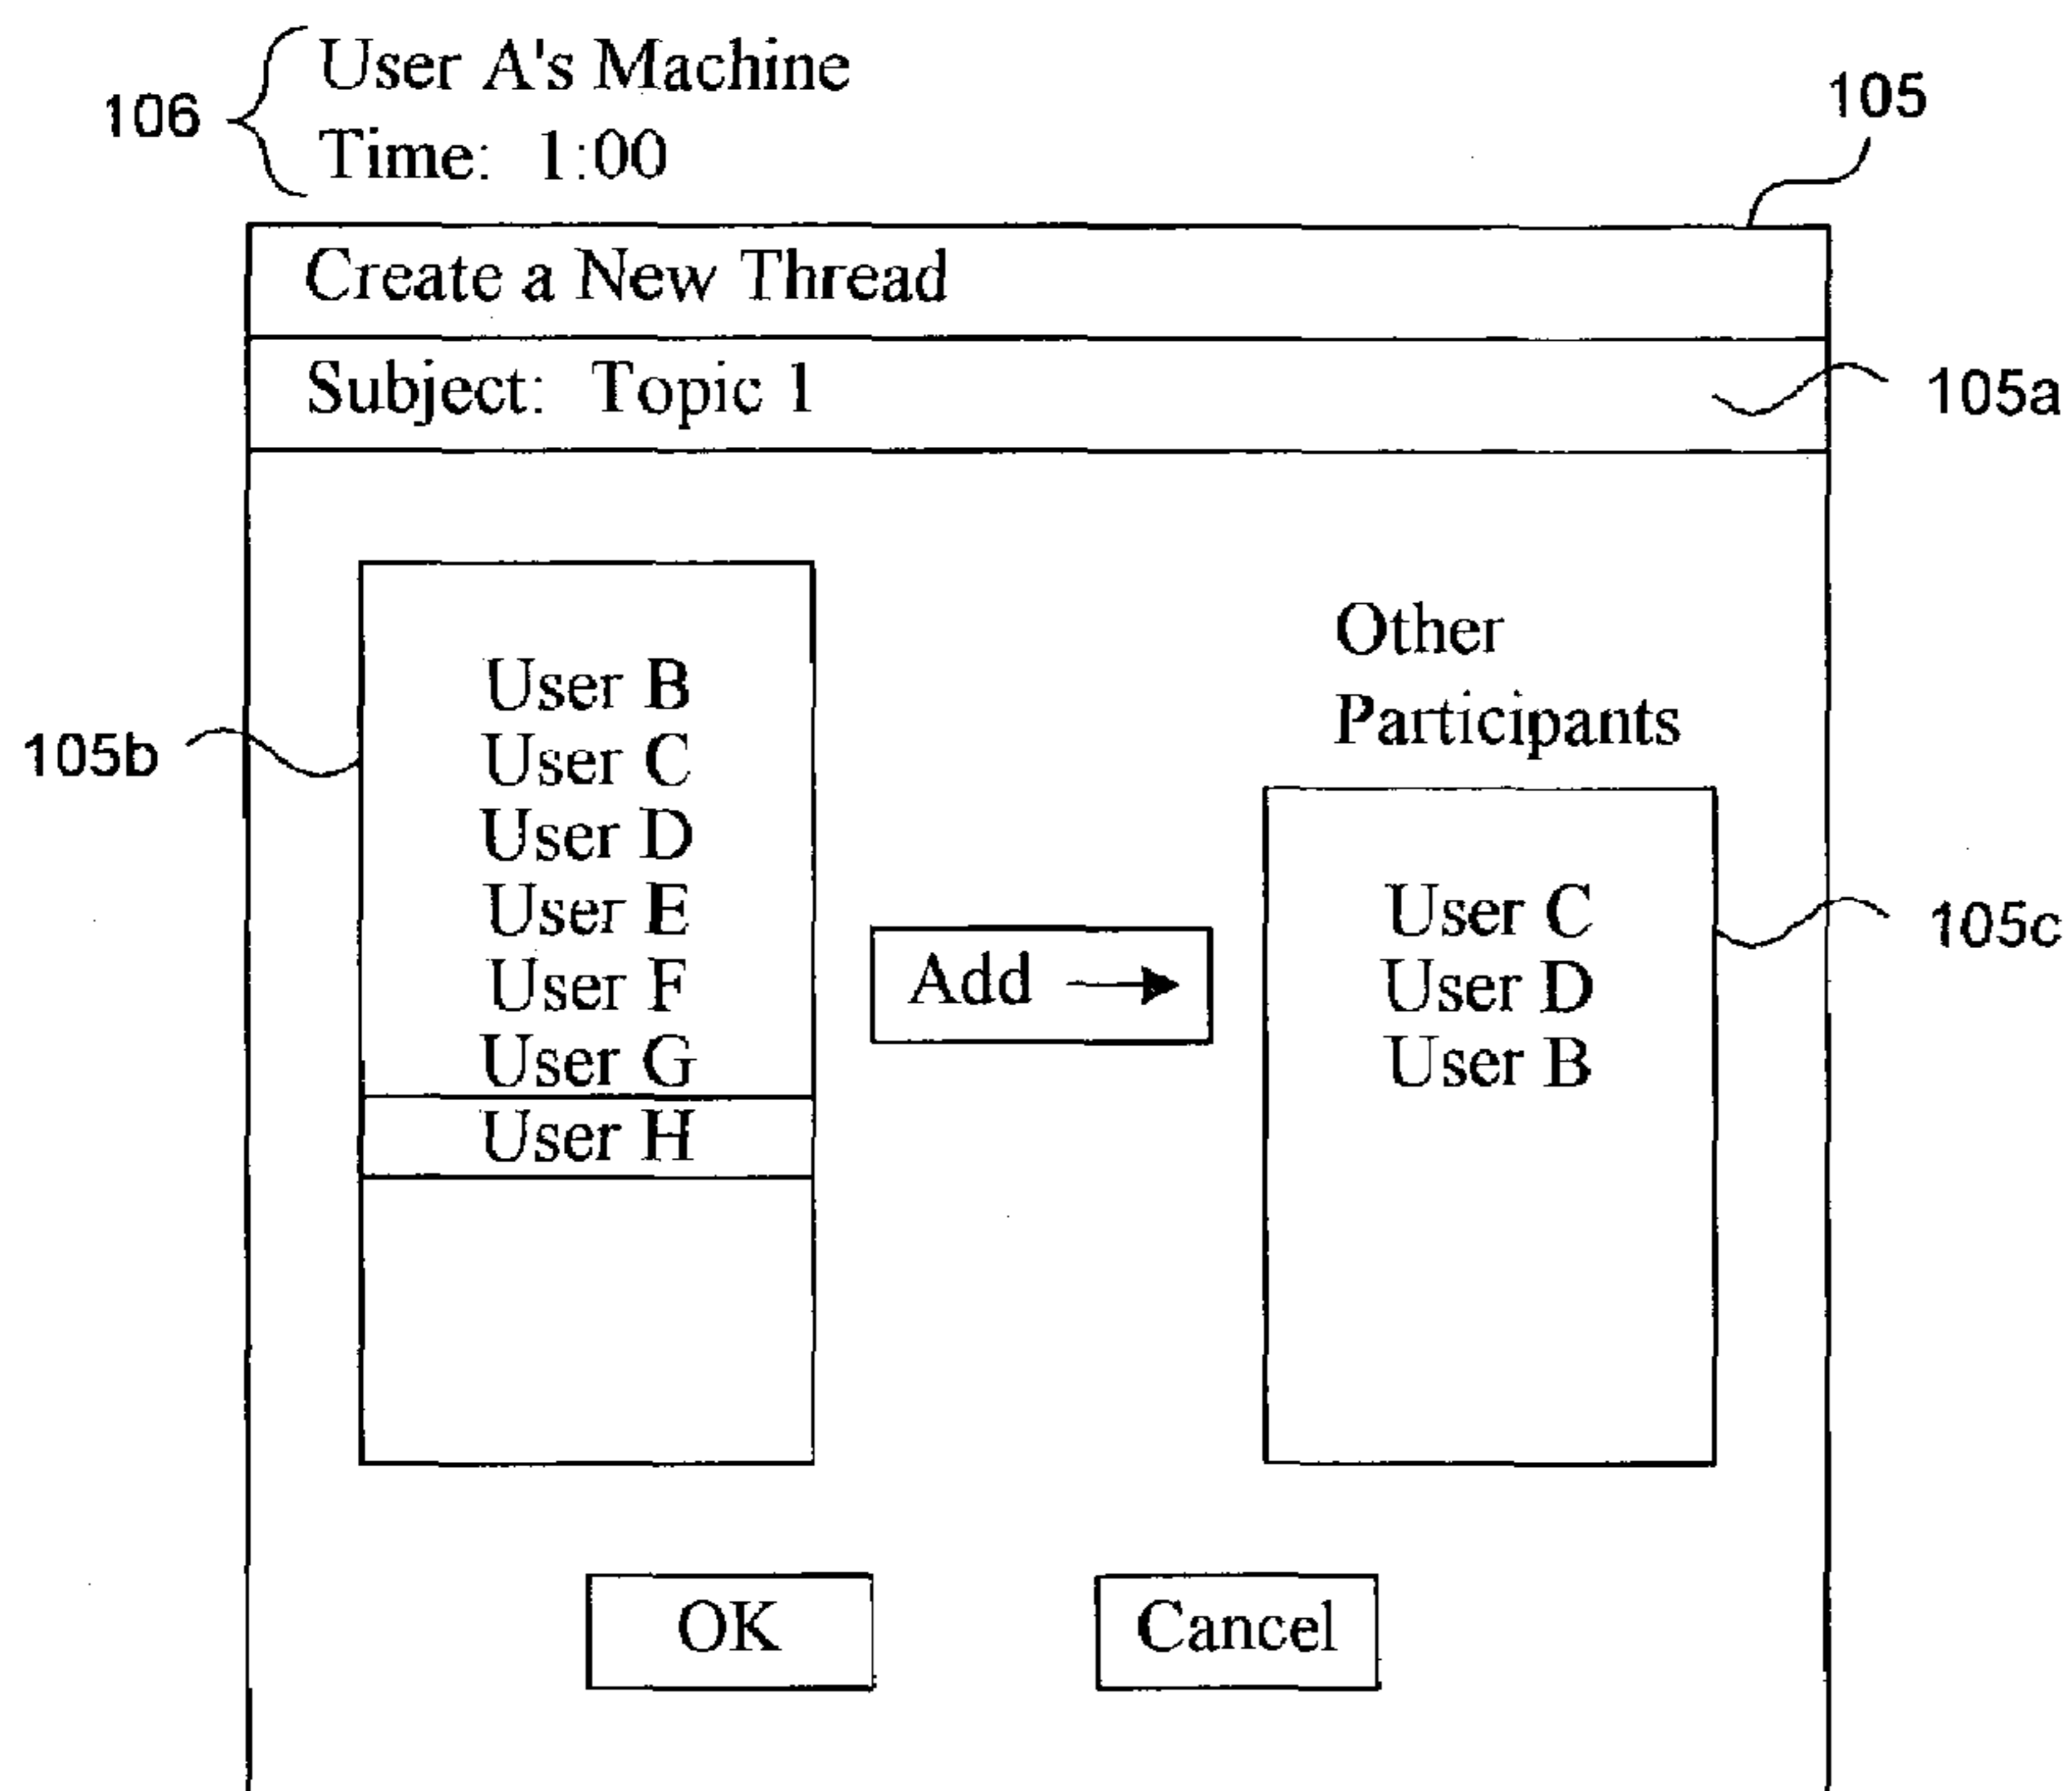 106
User A's Machine
Time: 1:00
105
Create a New Thread
Subject: Topic 1
105a
105b
User B
User C
User D
User E
User F
User G
User H
Add
Other
Participants
User C
User D
User B
105c
OK
Cancel